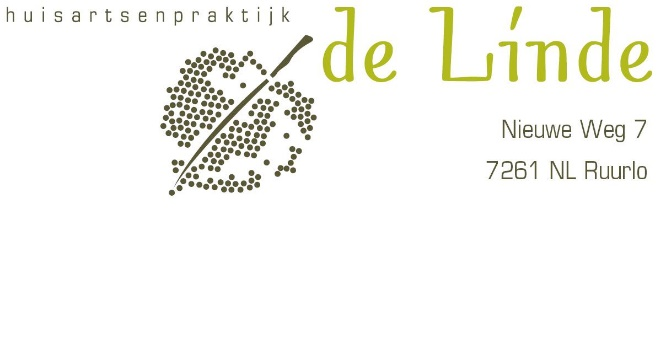 huisartsenpraktijk
de Linde
Nieuwe Weg 7
7261 NL Ruurlo